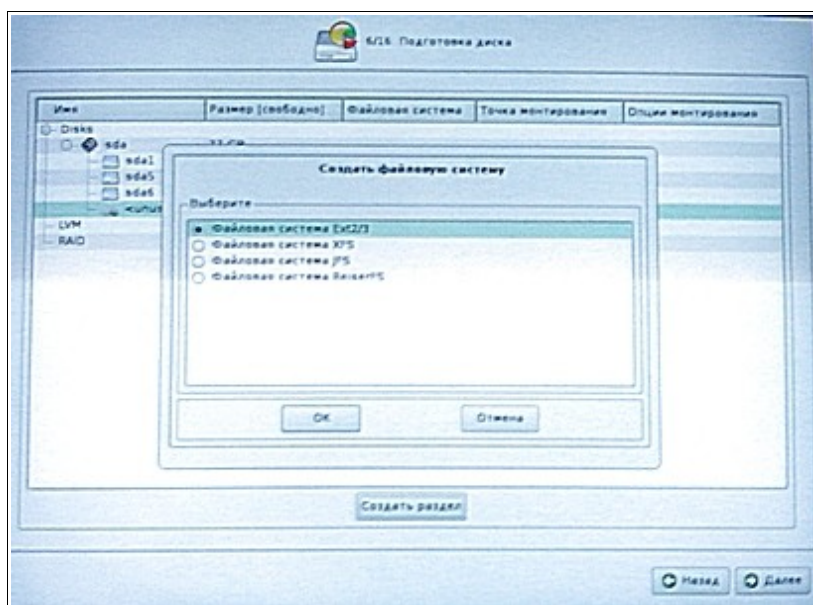 6/16 Подготовка диска
Имя
Размер [свободно]
Файловая система
Точка монтирования
Опции монтирования
Disks
sda
sda1
sda5
sda6
LVM
RAID
Создать файловую систему
Выберите
Файловая система Ext2/3
Файловая система XFS
Файловая система JFS
Файловая система ReiserFS
OK
Отмена
Создать раздел
Назад
Далее